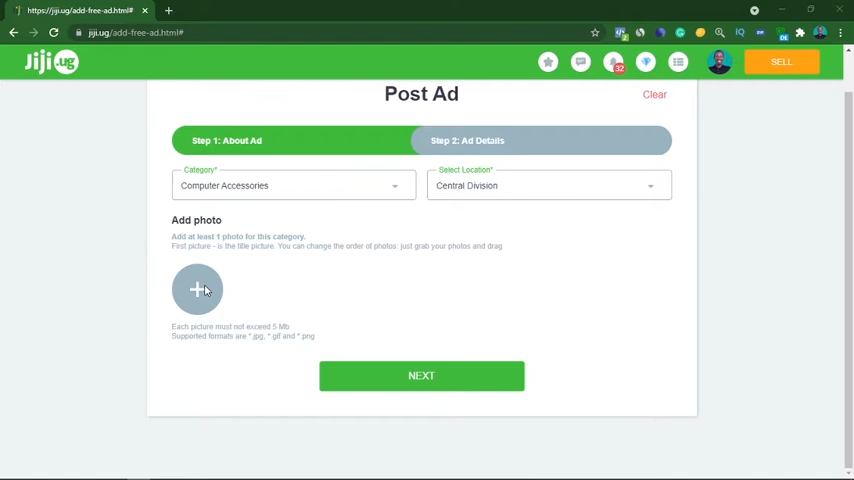 https://jiji.ug/add-free-ad.html#
jiji.ug/add-free-ad.html#
Jiji .ug
32
SELL
Post Ad
Clear
Step 1: About Ad
Step 2: Ad Details
Category*
Computer Accessories
Select Location*
Central Division
Add photo
Add at least 1 photo for this category.
First picture - is the title picture. You can change the order of photos: just grab your photos and drag
Each picture must not exceed 5 Mb
Supported formats are *.jpg, *.gif and *.png
NEXT